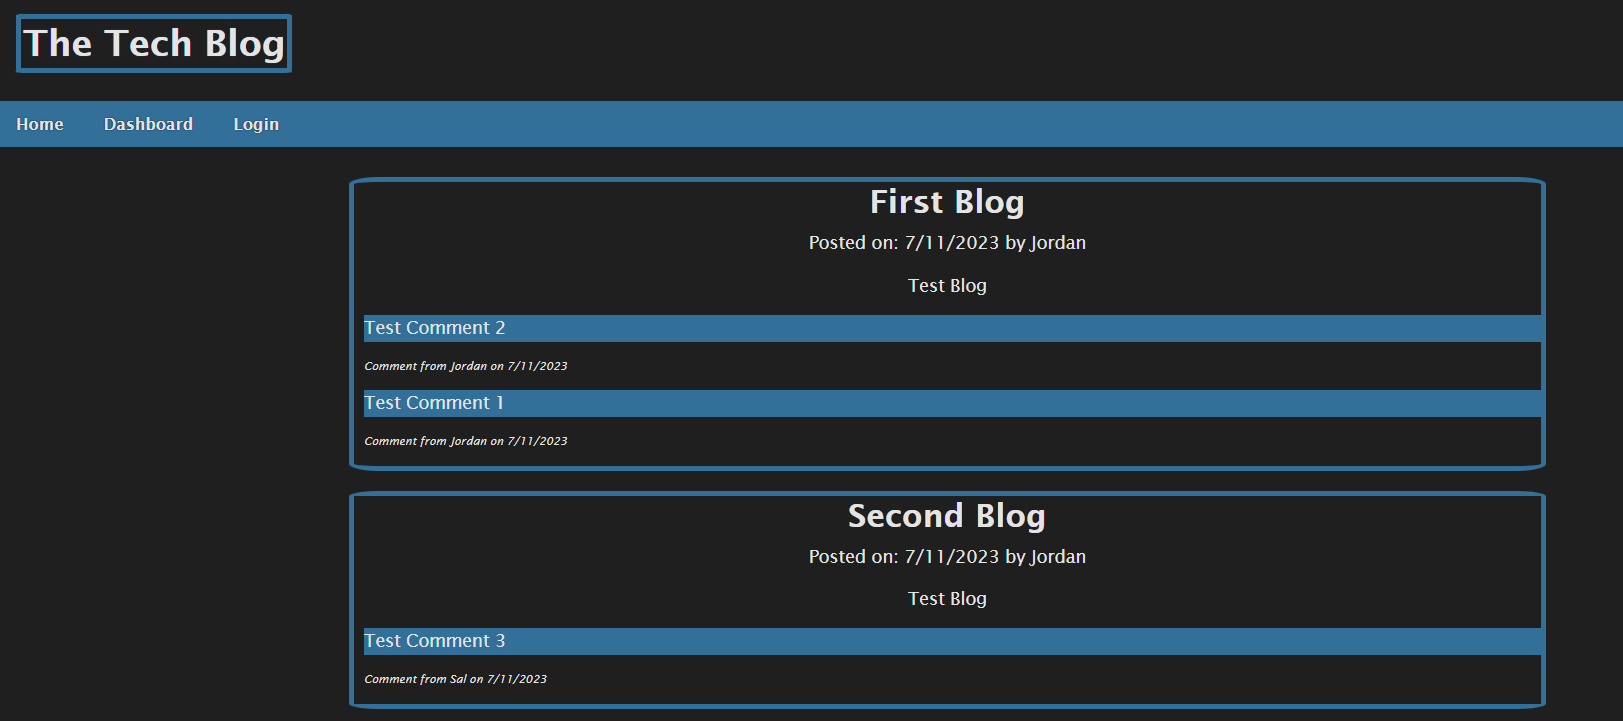 The Tech Blog
Home Dashboard Login
First Blog
Posted on: 7/11/2023 by Jordan
Test Blog
Test Comment 2
Comment from Jordan on 7/11/2023
Test Comment 1
Comment from Jordan on 7/11/2023
Second Blog
Posted on: 7/11/2023 by Jordan
Test Blog
Test Comment 3
Comment from Sal on 7/11/2023